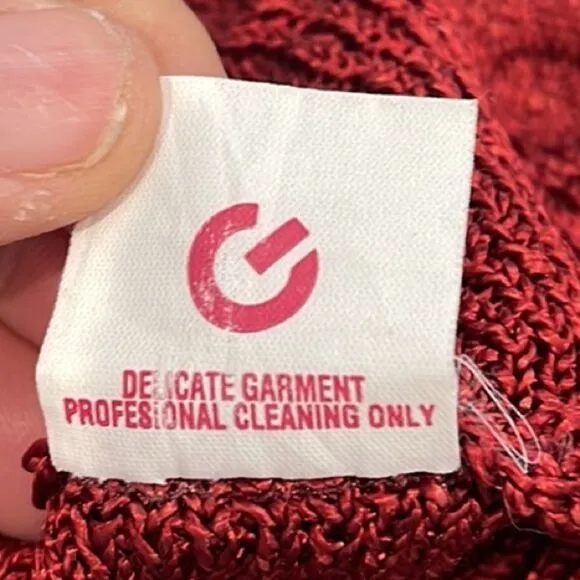 DELICATE GARMENT
PROFESIONAL CLEANING ONLY